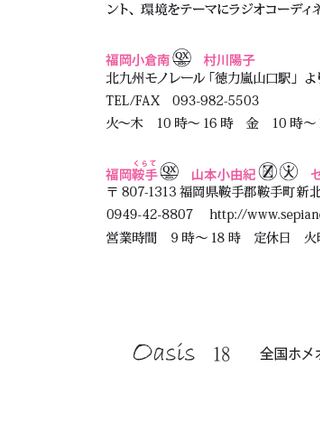 ント、環境をテーマにラジオコーディネ
福岡小倉南 QX 村川陽子
北九州モノレール「徳力嵐山口駅」より
TEL/FAX 093-982-5503
火〜木 10時〜16時 金 10時〜
くらて
福岡鞍手 QX 山本小由紀 Z セ
〒807-1313 福岡県鞍手郡鞍手町新北
0949-42-8807 http://www.sepian
営業時間 9時〜18時 定休日 火曜
Oasis 18 全国ホメオ